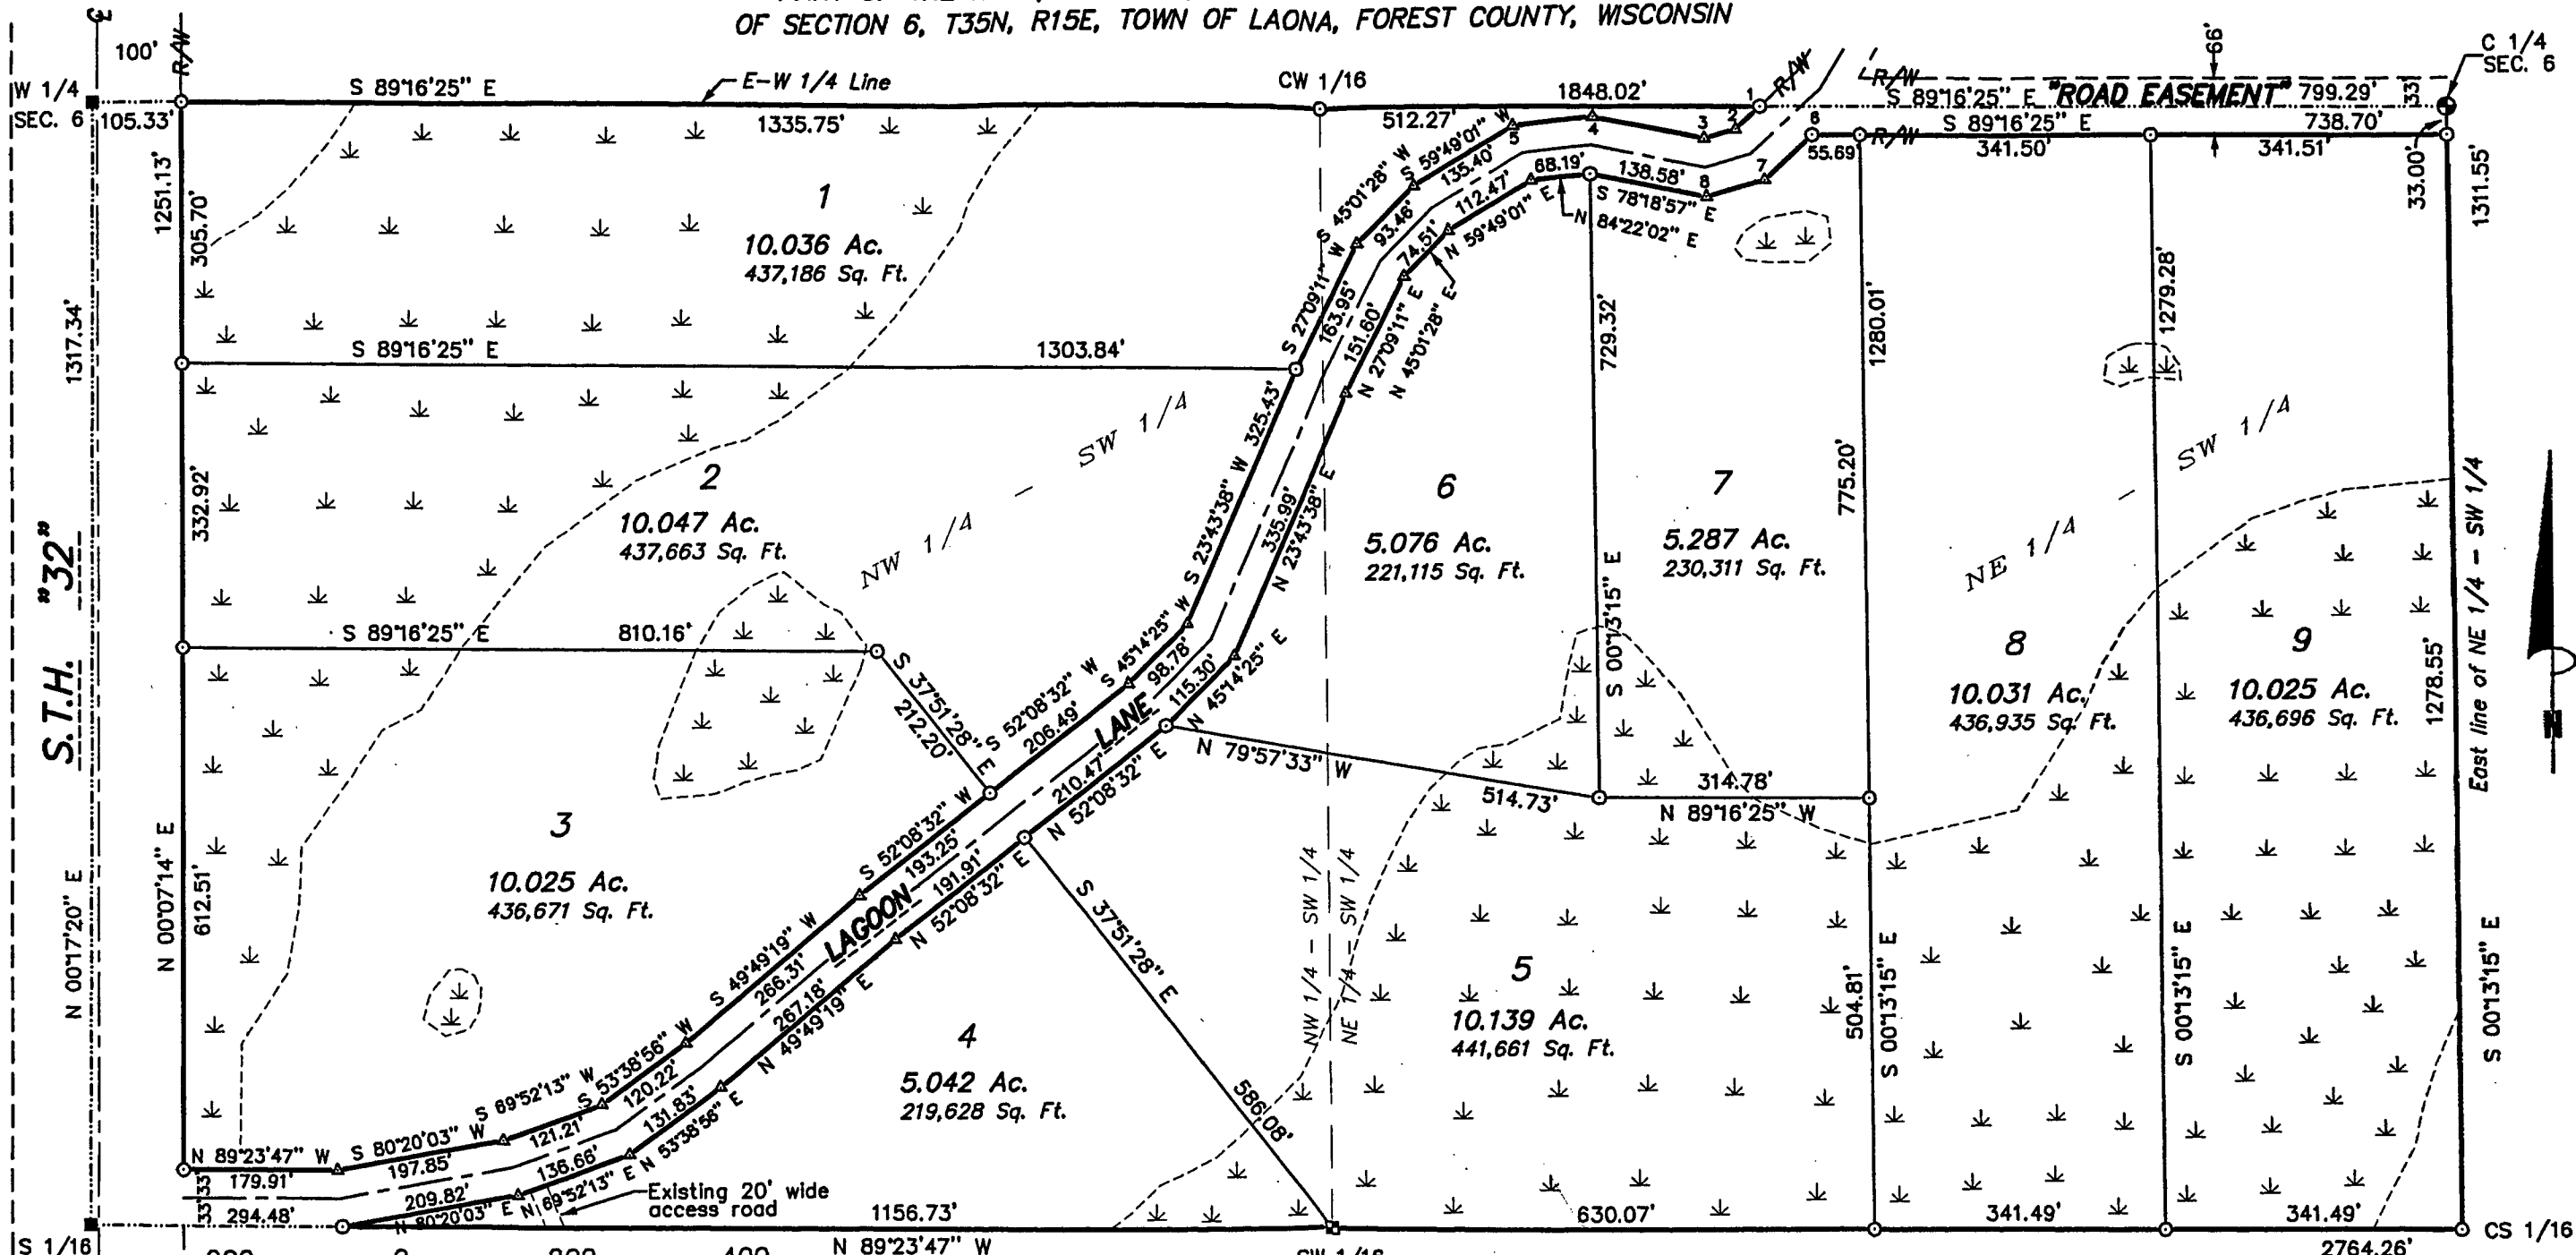 OF SECTION 6, T35N, R15E, TOWN OF LAONA, FOREST COUNTY, WISCONSIN
100'
R/W
W 1/4
SEC. 6
105.33'
S 89°16'25" E
E-W 1/4 Line
1335.75'
CW 1/16
1848.02'
512.27'
1
2
3
4
5
6
7
8
R/W
R/W
S 89°16'25" E
"ROAD EASEMENT"
799.29'
66'
33'
C 1/4
SEC. 6
R/W
S 89°16'25" E
738.70'
55.69'
341.50'
341.51'
33.00'
1311.55'
1251.13'
305.70'
1
10.036 Ac.
437,186 Sq. Ft.
S 59°49'01" W
135.40'
S 45°01'28" W
93.46'
S 27°09'11" W
163.95'
68.19'
138.58'
S 78°18'57" E
N 84°22'02" E
112.47'
N 59°49'01" E
74.51'
N 45°01'28" E
151.60'
N 27°09'11" E
729.32'
1280.01'
1279.28'
1317.34'
S 89°16'25" E
1303.84'
332.92'
2
10.047 Ac.
437,663 Sq. Ft.
NW 1/4 - SW 1/4
S 23°43'38" W 325.43'
335.99'
N 23°43'38" E
6
5.076 Ac.
221,115 Sq. Ft.
7
5.287 Ac.
230,311 Sq. Ft.
775.20'
NE 1/4 - SW 1/4
East line of NE 1/4 - SW 1/4
S.T.H. "32"
S 89°16'25" E
810.16'
S 37°51'28" E
212.20'
S 45°14'25" W
98.78'
115.30'
N 45°14'25" E
S 52°08'32" W
206.49'
LAGOON LANE
210.47'
N 52°08'32" E
N 79°57'33" W
514.73'
S 00°13'15" E
314.78'
N 89°16'25" W
8
10.031 Ac.
436,935 Sq. Ft.
9
10.025 Ac.
436,696 Sq. Ft.
1278.55'
N
N 00°17'20" E
N 00°07'14" E
612.51'
3
10.025 Ac.
436,671 Sq. Ft.
S 52°08'32" W
193.25'
191.91'
N 52°08'32" E
S 49°49'19" W
266.31'
267.18'
N 49°49'19" E
S 37°51'28" E
586.08'
NW 1/4 - SW 1/4
NE 1/4 - SW 1/4
5
10.139 Ac.
441,661 Sq. Ft.
504.81'
S 00°13'15" E
S 00°13'15" E
S 00°13'15" E
4
5.042 Ac.
219,628 Sq. Ft.
S 53°38'56" W
120.22'
131.83'
N 53°38'56" E
S 69°52'13" W
121.21'
136.66'
N 69°52'13" E
N 89°23'47" W
179.91'
S 80°20'03" W
197.85'
209.82'
N 80°20'03" E
33'
33'
294.48'
Existing 20' wide
access road
1156.73'
N 89°23'47" W
630.07'
341.49'
341.49'
CS 1/16
2764.26'
S 1/16
SW 1/16